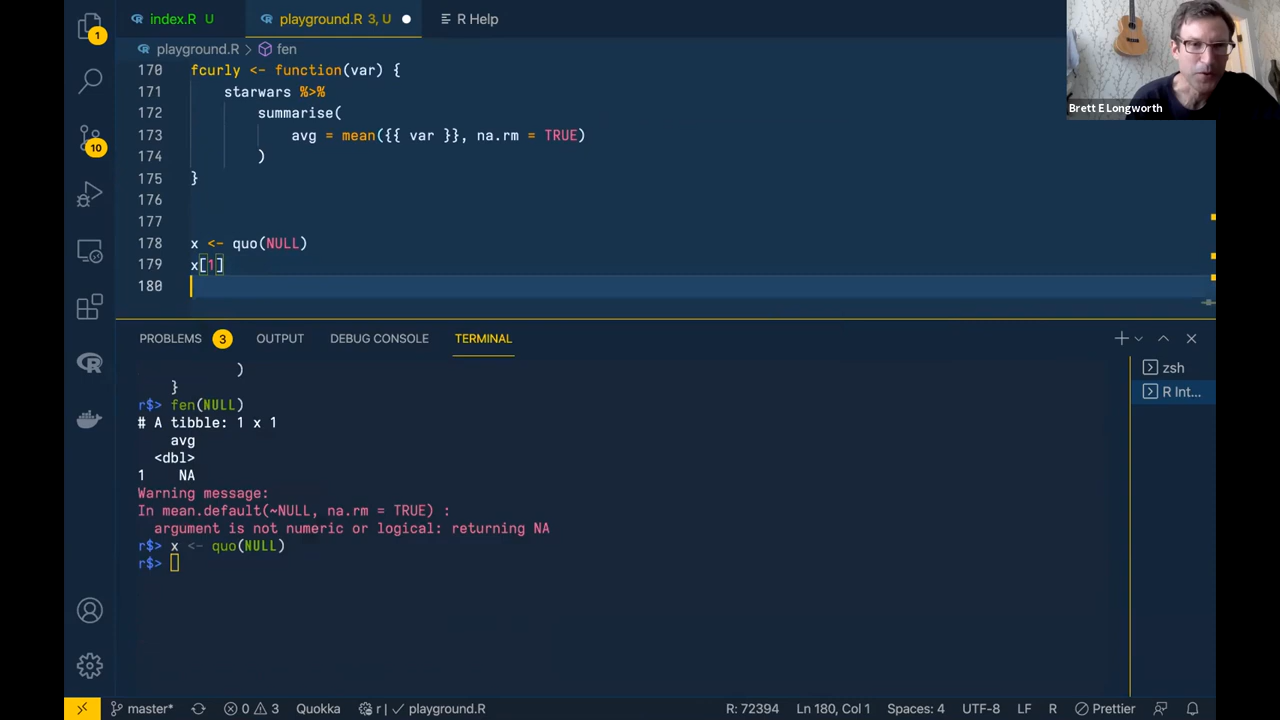 index.R U
playground.R 3, U
R Help
playground.R > fen
170 fcurly <- function(var) {
171 starwars %>%
172 summarise(
173 avg = mean({{ var }}, na.rm = TRUE)
174 )
175 }
176
177
178 x <- quo(NULL)
179 x[1]
180
Brett E Longworth
1
10
PROBLEMS 3 OUTPUT DEBUG CONSOLE TERMINAL
)
}
r$> fen(NULL)
# A tibble: 1 x 1
avg
<dbl>
1 NA
Warning message:
In mean.default(~NULL, na.rm = TRUE) :
argument is not numeric or logical: returning NA
r$> x <- quo(NULL)
r$>
zsh
R Int...
master* 0 3 Quokka r | playground.R R: 72394 Ln 180, Col 1 Spaces: 4 UTF-8 LF R Prettier